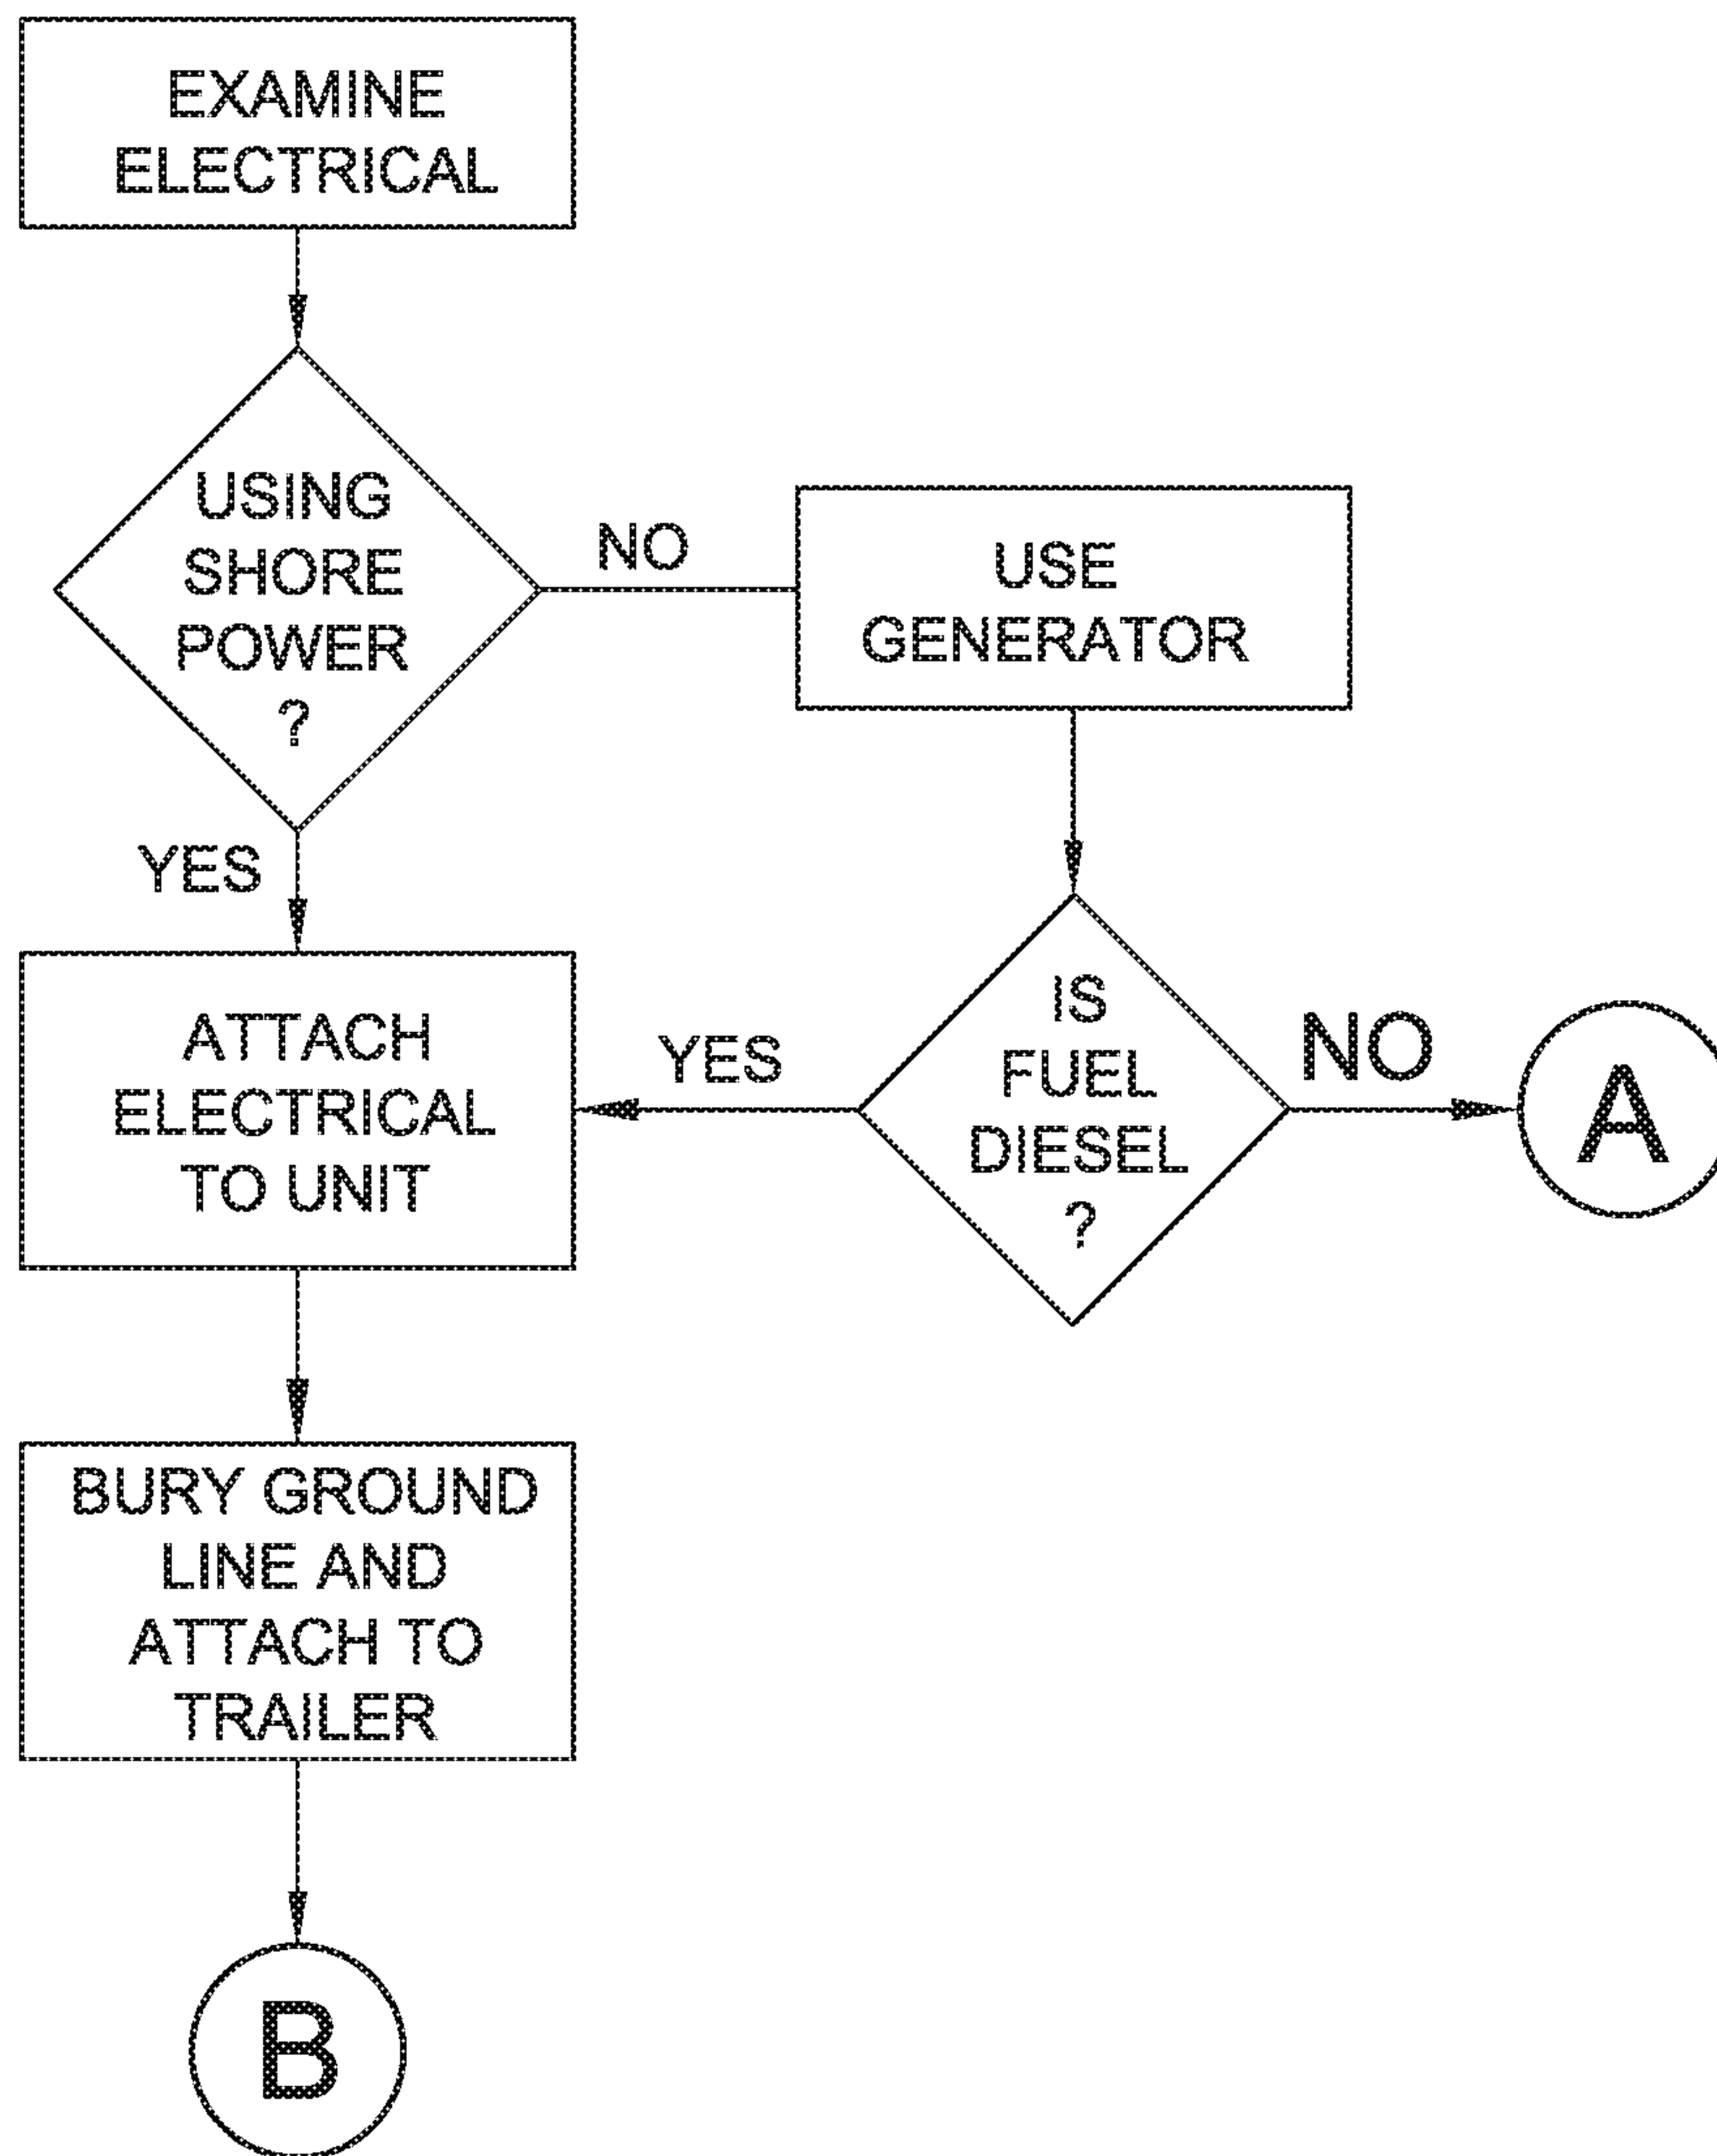 EXAMINE
ELECTRICAL
USING
SHORE
POWER
?
NO
USE
GENERATOR
YES
ATTACH
ELECTRICAL
TO UNIT
YES
IS
FUEL
DIESEL
?
NO
A
BURY GROUND
LINE AND
ATTACH TO
TRAILER
B